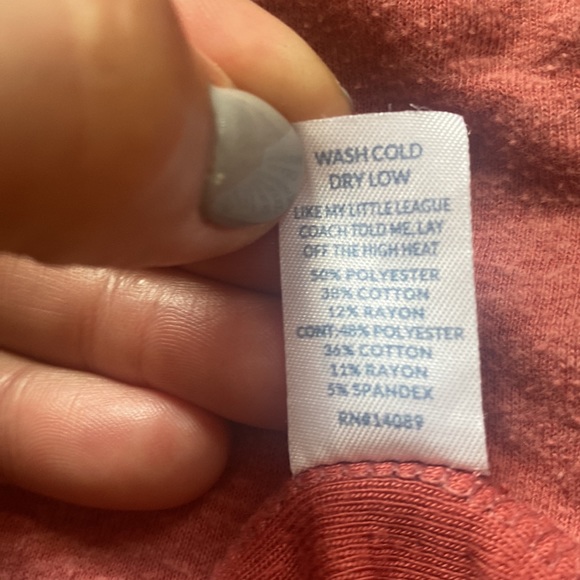 WASH COLD
DRY LOW
LIKE MY LITTLE LEAGUE
COACH TOLD ME, LAY
OFF THE HIGH HEAT
50% POLYESTER
38% COTTON
12% RAYON
CONT-48% POLYESTER
36% COTTON
11% RAYON
5% SPANDEX
RN#14089